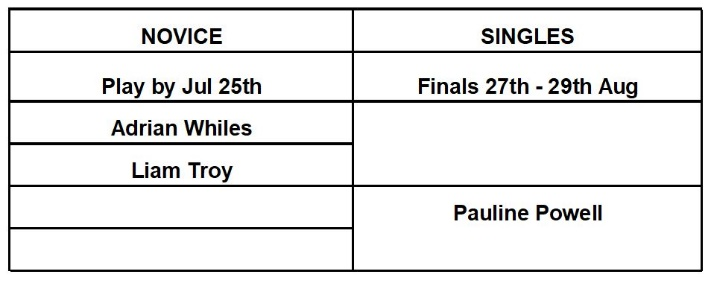 NOVICE SINGLES
Play by Jul 25th Finals 27th - 29th Aug
Adrian Whiles
Liam Troy
Pauline Powell